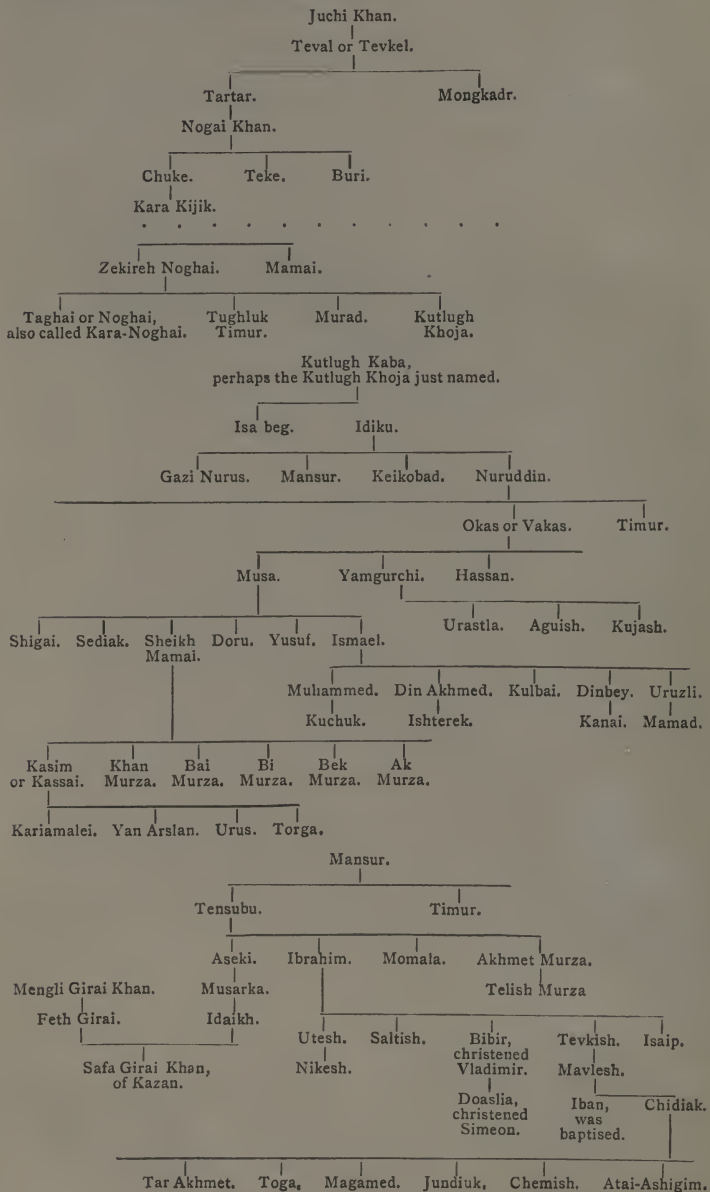 Juchi Khan.
Teval or Tevkel.
Tartar. Mongkadr.
Nogai Khan.
Chuke. Teke. Buri.
Kara Kijik.
. . . . . . . . . . .
Zekireh Noghai. Mamai.
Taghai or Noghai, Tughluk Murad. Kutlugh
also called Kara-Noghai. Timur. Khoja.
Kutlugh Kaba,
perhaps the Kutlugh Khoja just named.
Isa beg. Idiku.
Gazi Nurus. Mansur. Keikobad. Nuruddin.
Okas or Vakas. Timur.
Musa. Yamgurchi. Hassan.
Urastla. Aguish. Kujash.
Shigai. Sediak. Sheikh Doru. Yusuf. Ismael.
Mamai.
Muhammed. Din Akhmed. Kulbai. Dinbey. Uruzli.
Kuchuk. Ishterek. Kanai. Mamad.
Kasim Khan Bai Bi Bek Ak
or Kassai. Murza. Murza. Murza. Murza. Murza.
Kariamalei. Yan Arslan. Urus. Torga.
Mansur.
Tensubu. Timur.
Aseki. Ibrahim. Momala. Akhmet Murza.
Mengli Girai Khan. Musarka. Telish Murza
Feth Girai. Idaikh.
Utesh. Saltish. Bibir, Tevkish. Isaip.
Safa Girai Khan, Nikesh. christened Mavlesh.
of Kazan. Vladimir.
Doaslia, Iban, Chidiak.
christened was
Simeon. baptised.
Tar Akhmet. Toga. Magamed. Jundiuk. Chemish. Atai-Ashigim.